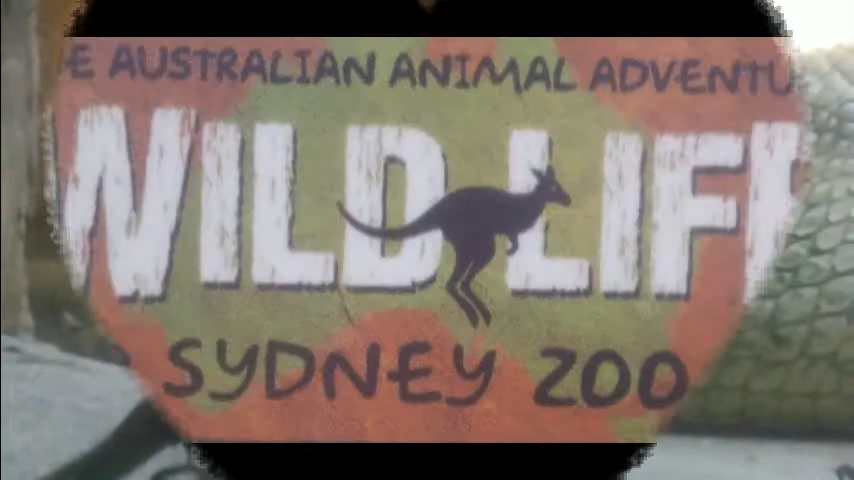 E AUSTRALIAN ANIMAL ADVENTU
WILD LIF
SYDNEY ZOO